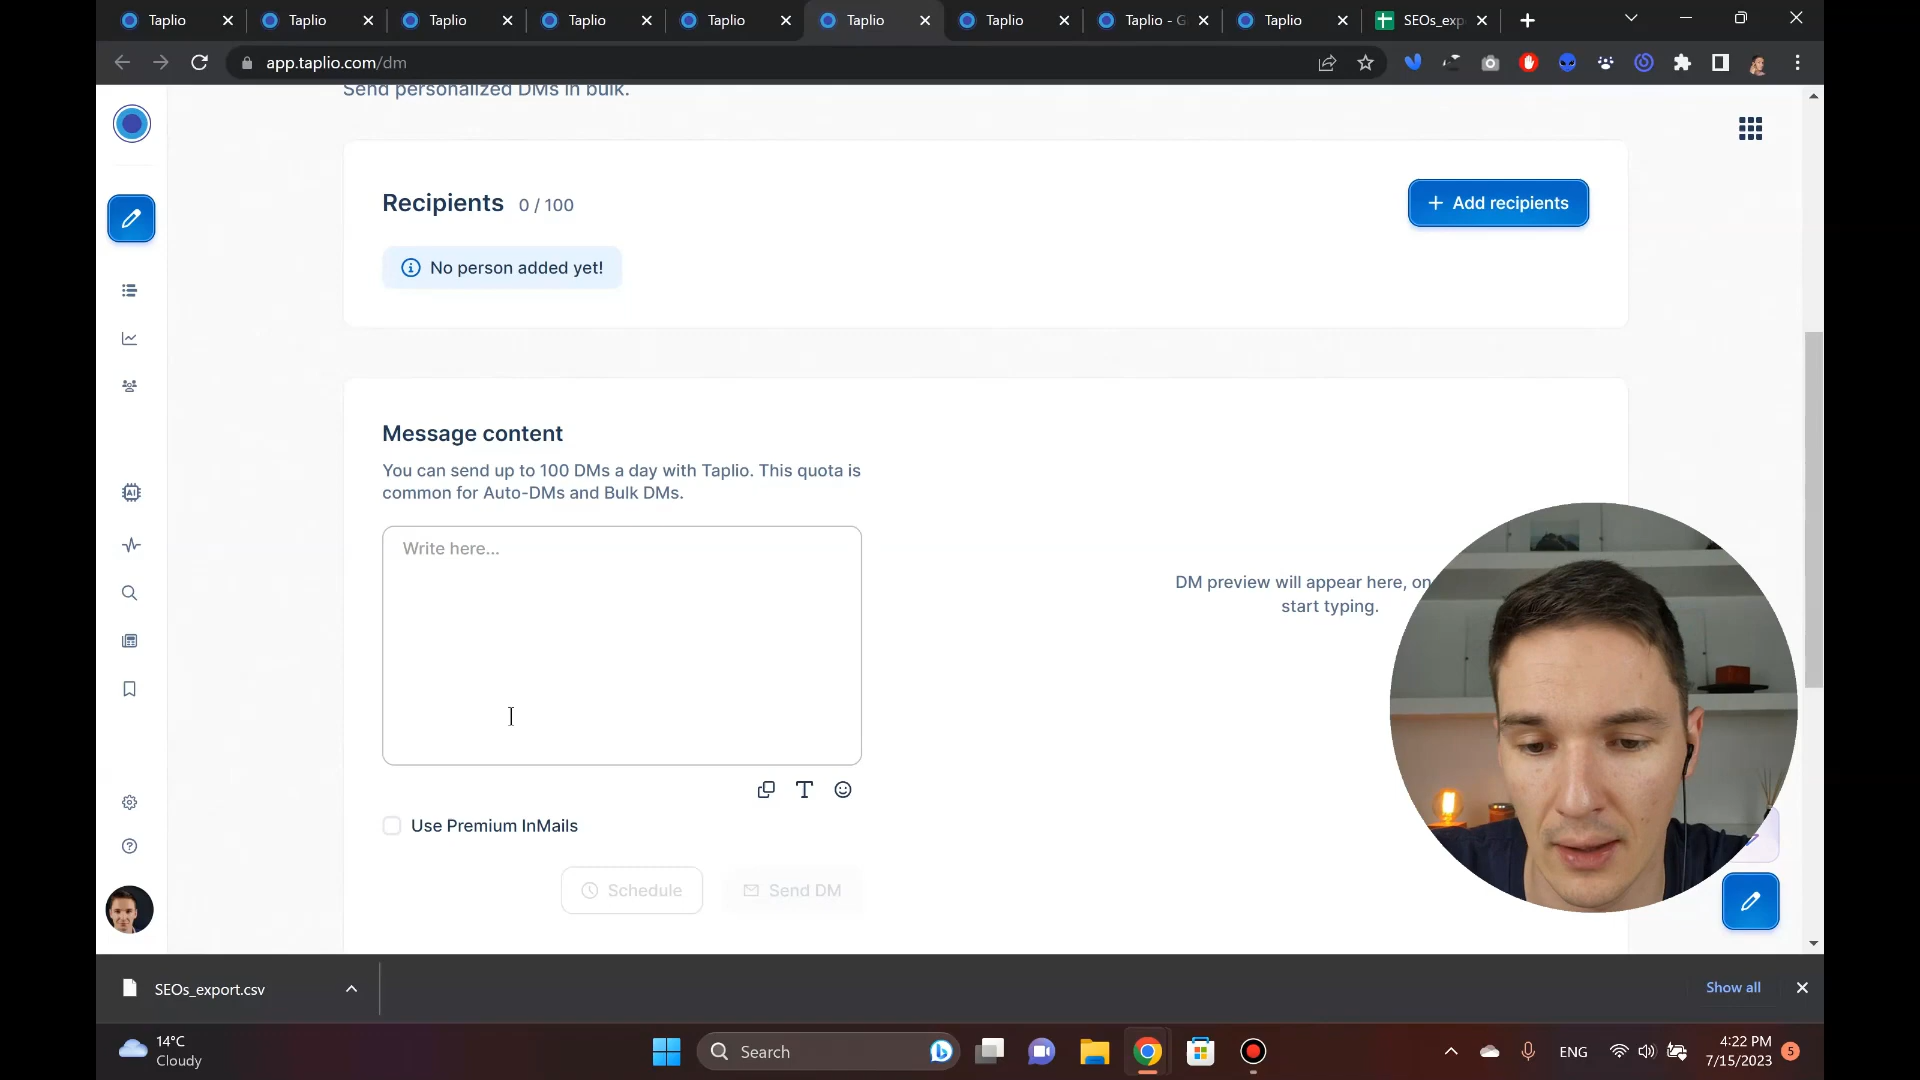 Taplio
Taplio
Taplio
Taplio
Taplio
Taplio
Taplio
Taplio - G
Taplio
SEOs_exp
app.taplio.com/dm
Send personalized DMs in bulk.
Recipients 0 / 100
+ Add recipients
No person added yet!
Message content
You can send up to 100 DMs a day with Taplio. This quota is
common for Auto-DMs and Bulk DMs.
Write here...
DM preview will appear here, on
start typing.
AI
Use Premium InMails
Schedule
Send DM
SEOs_export.csv
Show all
14°C
Cloudy
Search
ENG
4:22 PM
7/15/2023
5